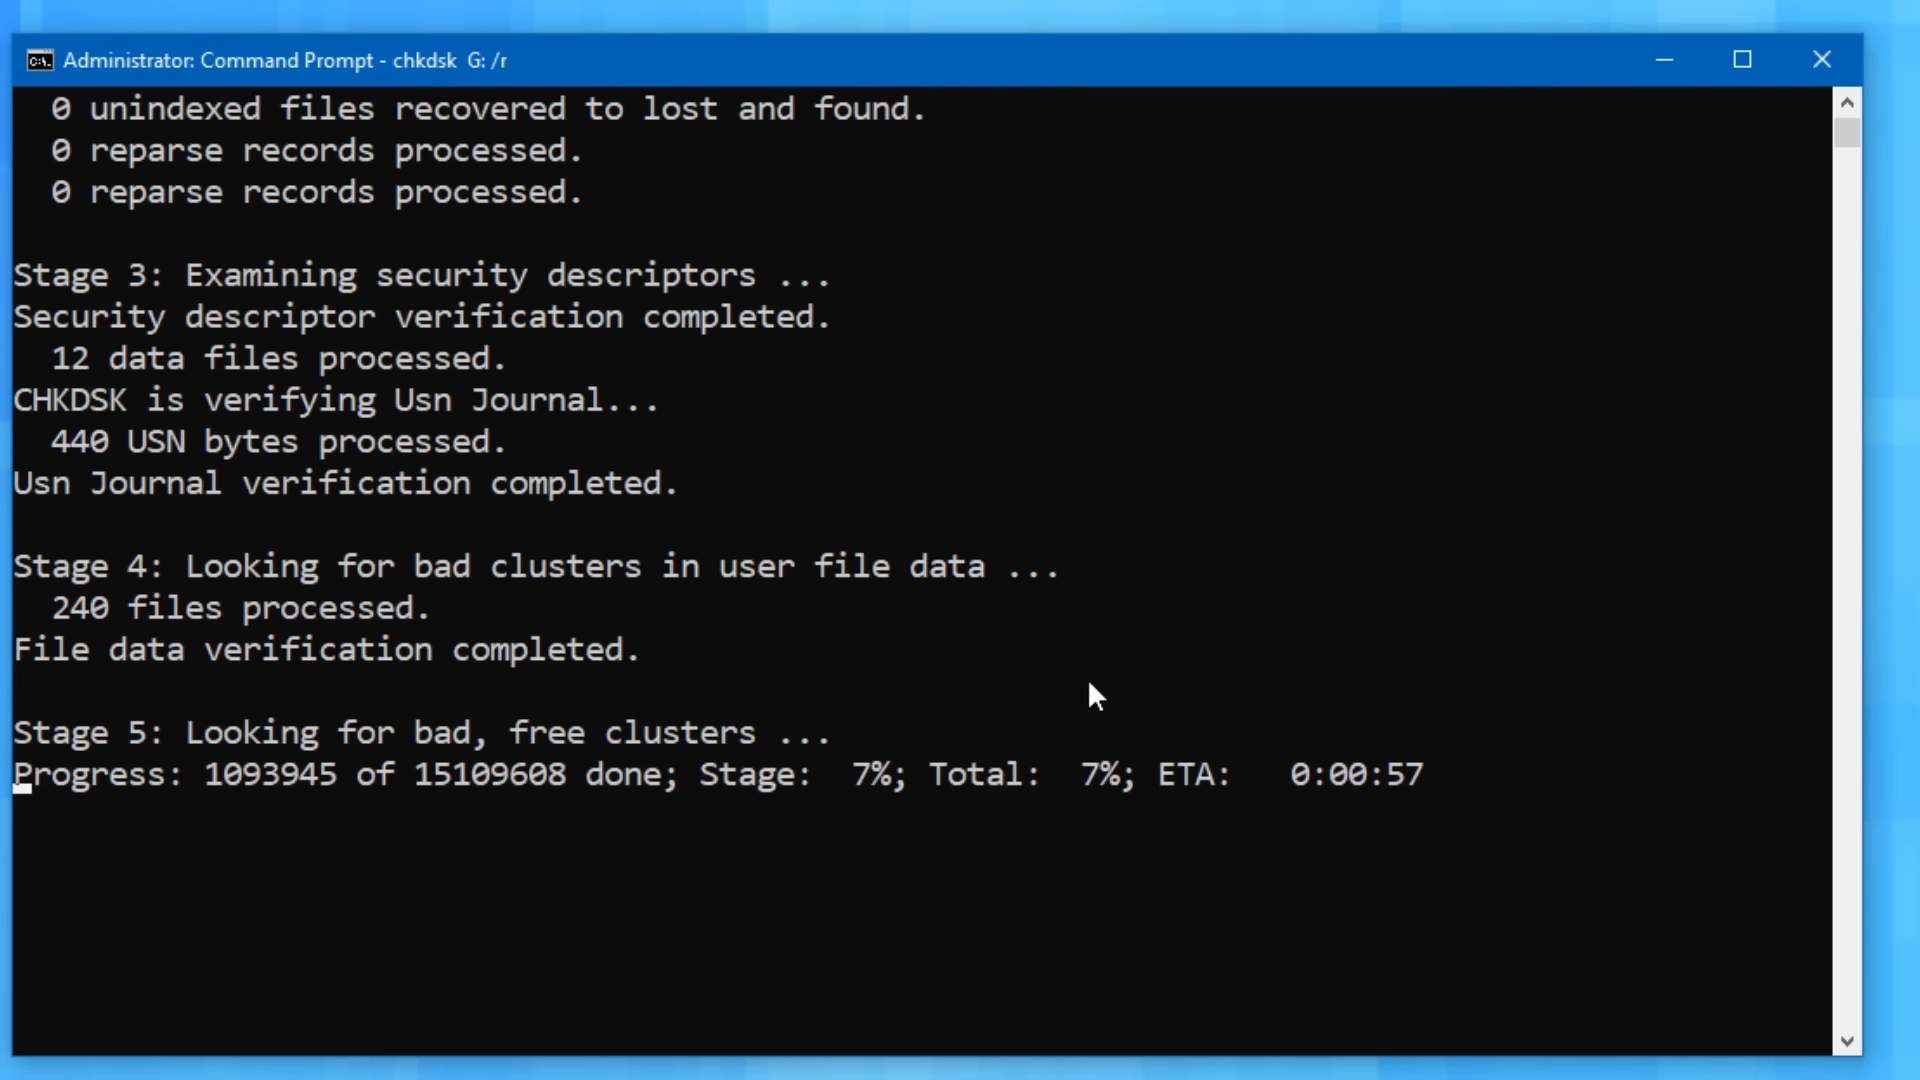 Administrator: Command Prompt - chkdsk  G: /r
  0 unindexed files recovered to lost and found.
  0 reparse records processed.
  0 reparse records processed.

Stage 3: Examining security descriptors ...
Security descriptor verification completed.
  12 data files processed.
CHKDSK is verifying Usn Journal...
  440 USN bytes processed.
Usn Journal verification completed.

Stage 4: Looking for bad clusters in user file data ...
  240 files processed.
File data verification completed.

Stage 5: Looking for bad, free clusters ...
Progress: 1093945 of 15109608 done; Stage:  7%; Total:  7%; ETA:   0:00:57